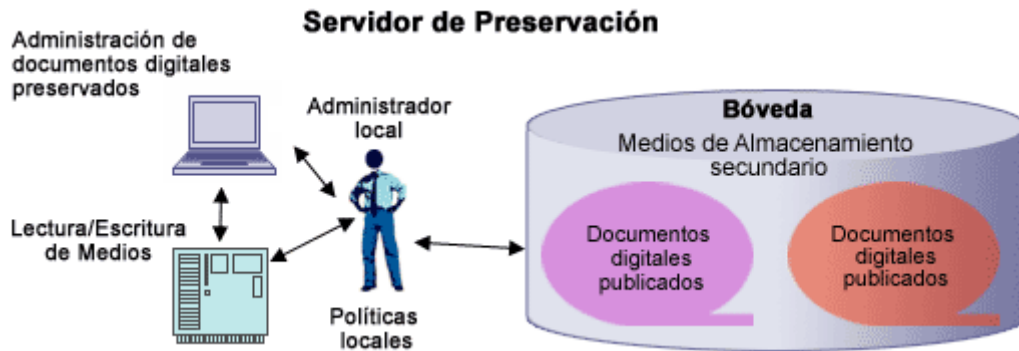 Servidor de Preservación
Administración de
documentos digitales
preservados
Administrador
local
Lectura/Escritura
de Medios
Políticas
locales
Bóveda
Medios de Almacenamiento
secundario
Documentos
digitales
publicados
Documentos
digitales
publicados